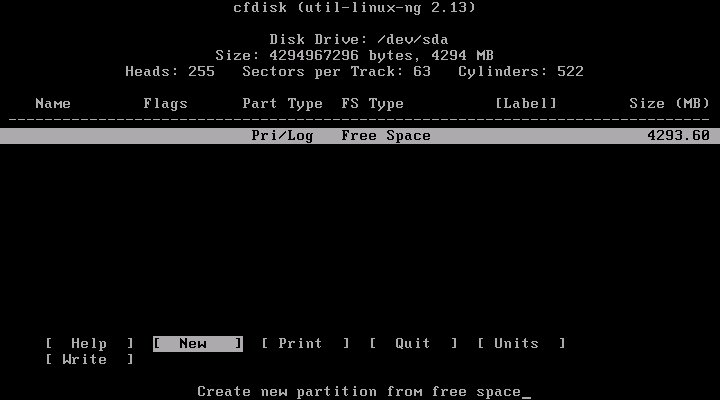 cfdisk (util-linux-ng 2.13)
Disk Drive: /dev/sda
Size: 4294967296 bytes, 4294 MB
Heads: 255   Sectors per Track: 63   Cylinders: 522
Name        Flags      Part Type  FS Type          [Label]        Size (MB)
------------------------------------------------------------------------------
Pri/Log   Free Space                        4293.60
[  Help  ]  [  New   ]  [ Print  ]  [  Quit  ]  [ Units  ]
[ Write  ]
Create new partition from free space_